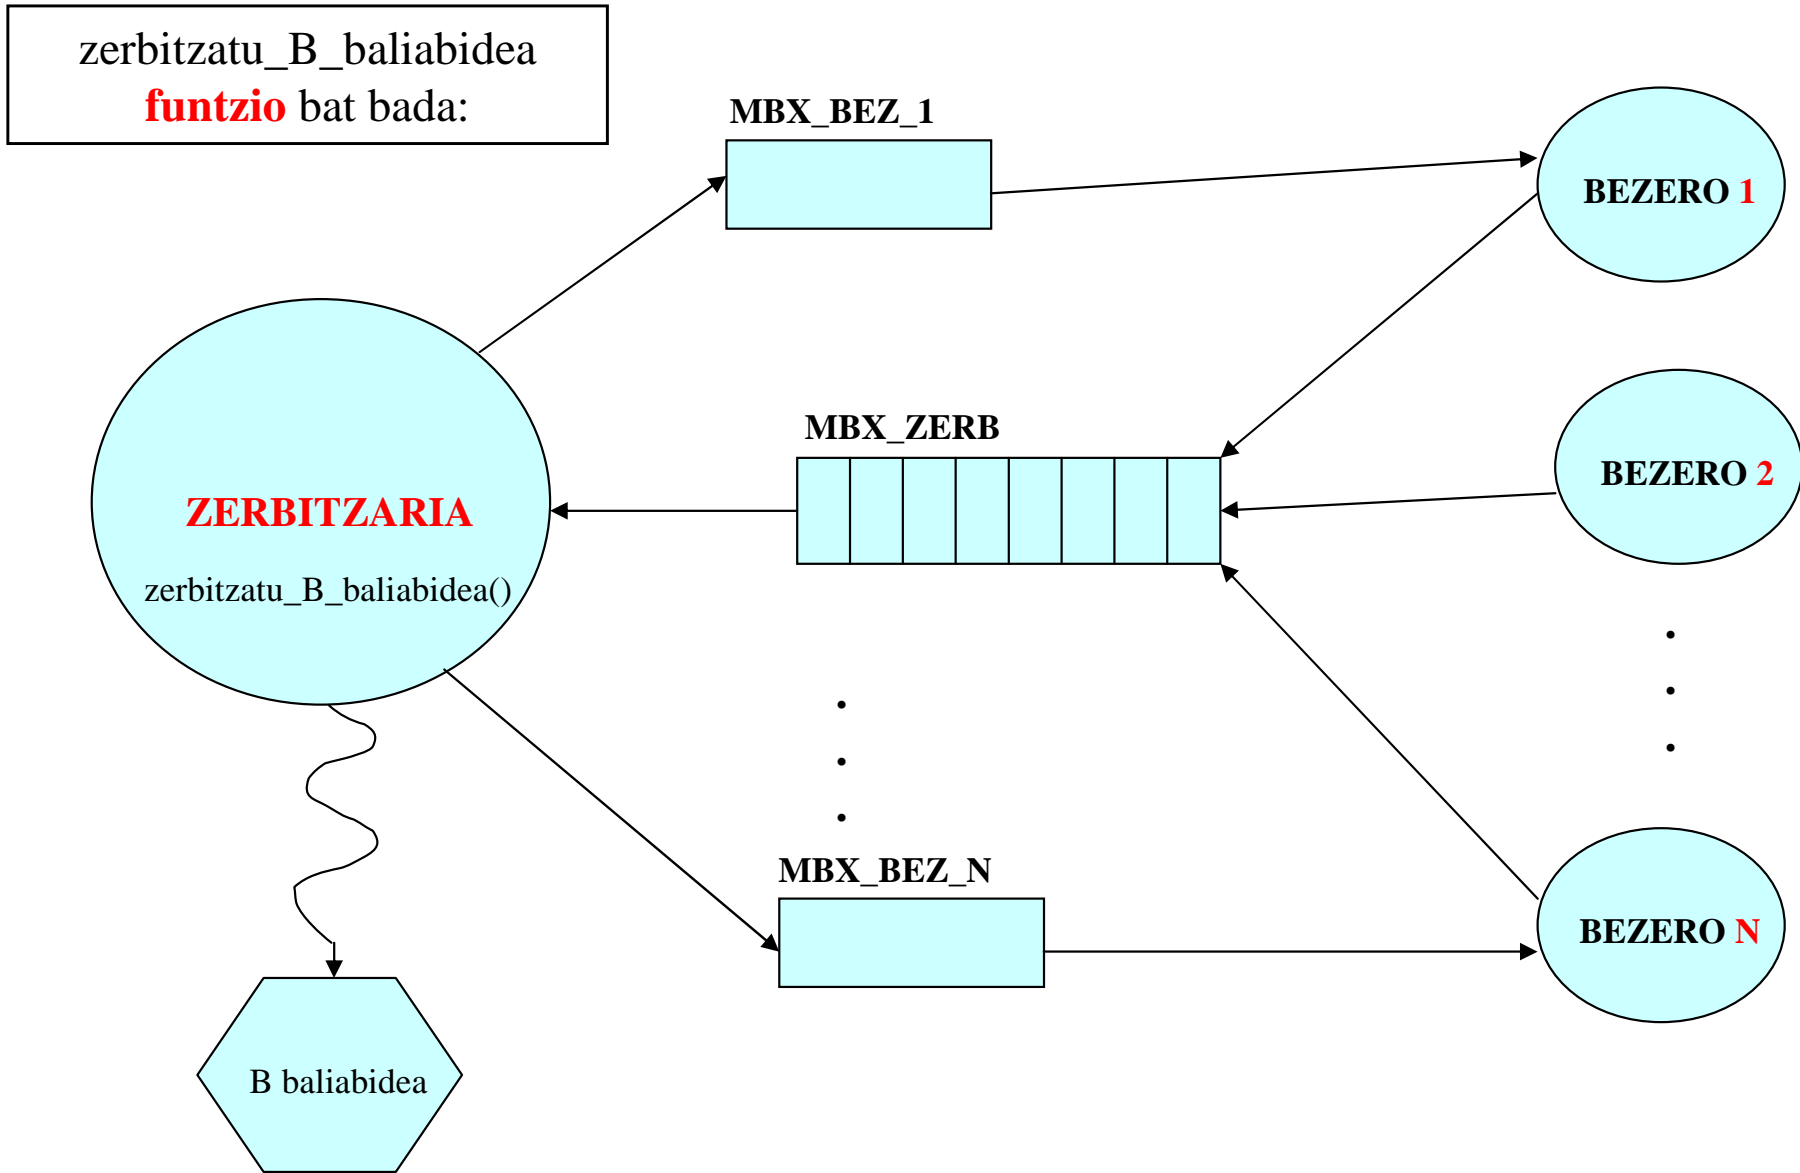 zerbitzatu_B_baliabidea
funtzio bat bada:
MBX_BEZ_1
BEZERO 1
MBX_ZERB
BEZERO 2
ZERBITZARIA
zerbitzatu_B_baliabidea()
MBX_BEZ_N
BEZERO N
B baliabidea